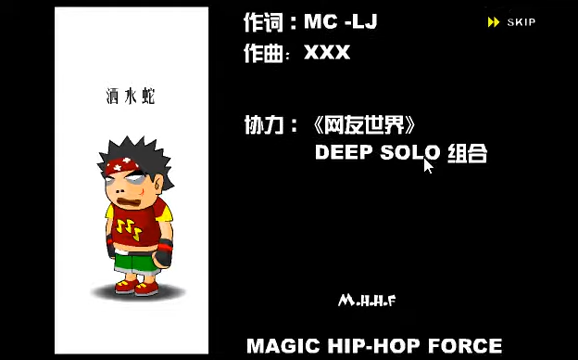 作词：MC -LJ
SKIP
作曲：XXX
洒水蛇
协力：《网友世界》
DEEP SOLO 组合
M.H.H.F
MAGIC HIP-HOP FORCE